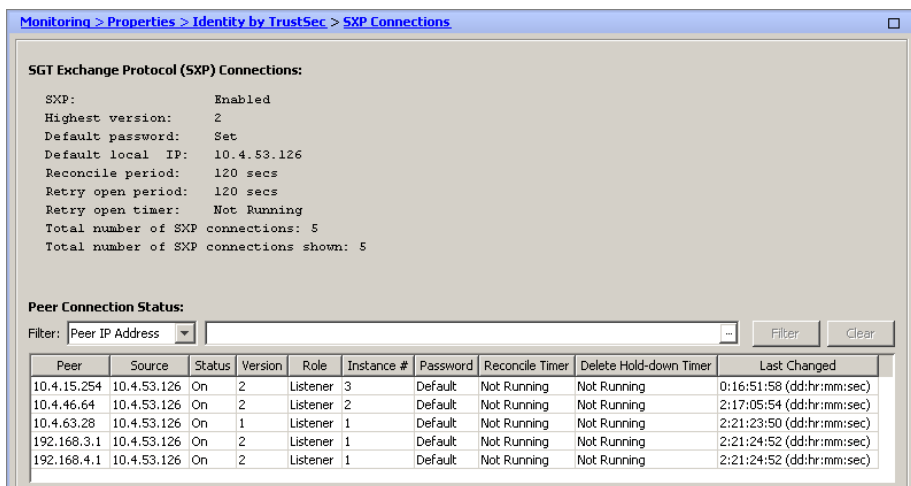 Monitoring > Properties > Identity by TrustSec > SXP Connections
SGT Exchange Protocol (SXP) Connections:
SXP: Enabled
Highest version: 2
Default password: Set
Default local IP: 10.4.53.126
Reconcile period: 120 secs
Retry open period: 120 secs
Retry open timer: Not Running
Total number of SXP connections: 5
Total number of SXP connections shown: 5
Peer Connection Status:
Filter: Peer IP Address ... Filter Clear
Peer Source Status Version Role Instance # Password Reconcile Timer Delete Hold-down Timer Last Changed
10.4.15.254 10.4.53.126 On 2 Listener 3 Default Not Running Not Running 0:16:51:58 (dd:hr:mm:sec)
10.4.46.64 10.4.53.126 On 2 Listener 2 Default Not Running Not Running 2:17:05:54 (dd:hr:mm:sec)
10.4.63.28 10.4.53.126 On 1 Listener 1 Default Not Running Not Running 2:21:23:50 (dd:hr:mm:sec)
192.168.3.1 10.4.53.126 On 2 Listener 1 Default Not Running Not Running 2:21:24:52 (dd:hr:mm:sec)
192.168.4.1 10.4.53.126 On 2 Listener 1 Default Not Running Not Running 2:21:24:52 (dd:hr:mm:sec)